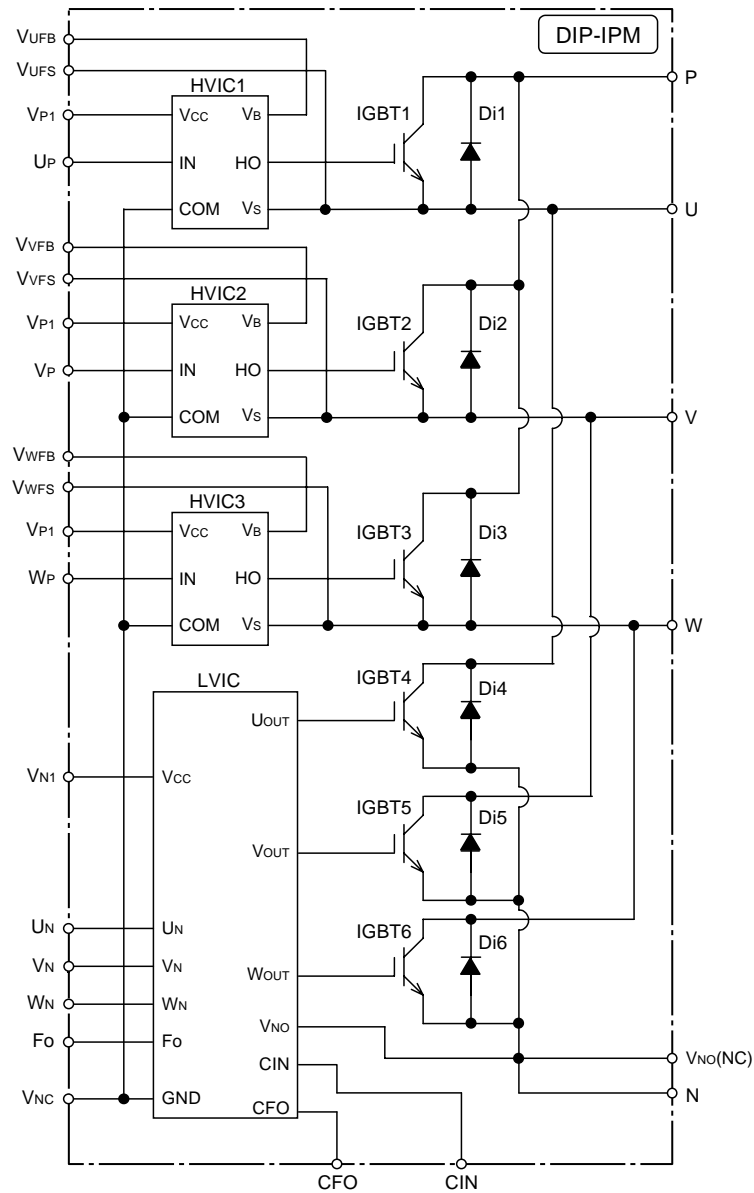 DIP-IPM
VUFB
VUFS
HVIC1
VP1
VCC
VB
IGBT1
Di1
P
UP
IN
HO
COM
VS
U
VVFB
VVFS
HVIC2
VP1
VCC
VB
IGBT2
Di2
VP
IN
HO
COM
VS
V
VWFB
VWFS
HVIC3
VP1
VCC
VB
IGBT3
Di3
WP
IN
HO
COM
VS
W
LVIC
IGBT4
Di4
UOUT
VN1
VCC
IGBT5
Di5
VOUT
UN
UN
IGBT6
Di6
VN
VN
WOUT
WN
WN
VNO
Fo
Fo
CIN
VNO(NC)
VNC
GND
CFO
N
CFO
CIN